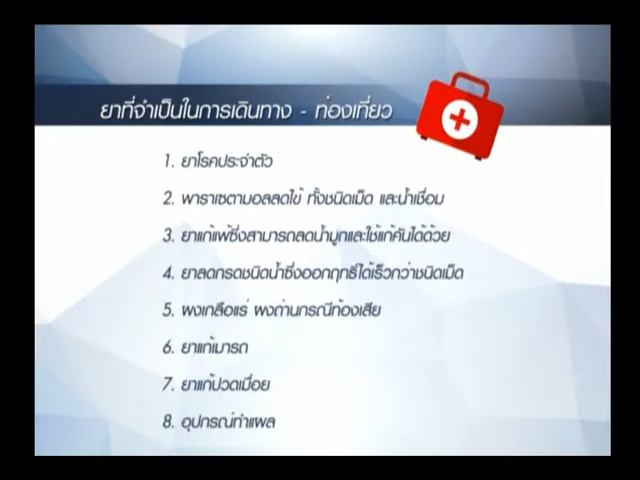 ยาที่จำเป็นในการเดินทาง - ท่องเที่ยว
1. ยาโรคประจำตัว
2. พาราเซตามอลลดไข้ ทั้งชนิดเม็ด และน้ำเชื่อม
3. ยาแก้แพ้ซึ่งสามารถลดน้ำมูกและใช้แก้คันได้ด้วย
4. ยาลดกรดชนิดน้ำซึ่งออกฤทธิ์ได้เร็วกว่าชนิดเม็ด
5. ผงเกลือแร่ ผงถ่านกรณีท้องเสีย
6. ยาแก้เมารถ
7. ยาแก้ปวดเมื่อย
8. อุปกรณ์ทำแผล